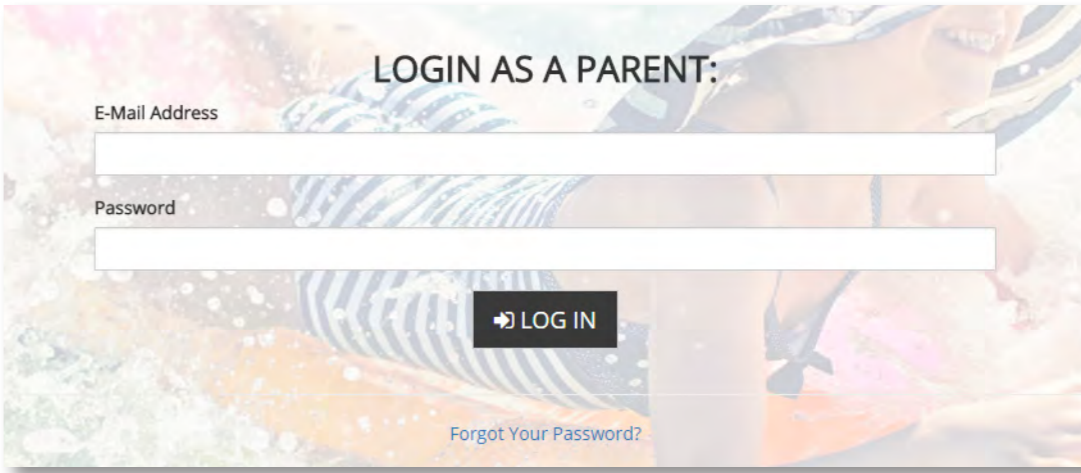 LOGIN AS A PARENT:
E-Mail Address
Password
LOG IN
Forgot Your Password?